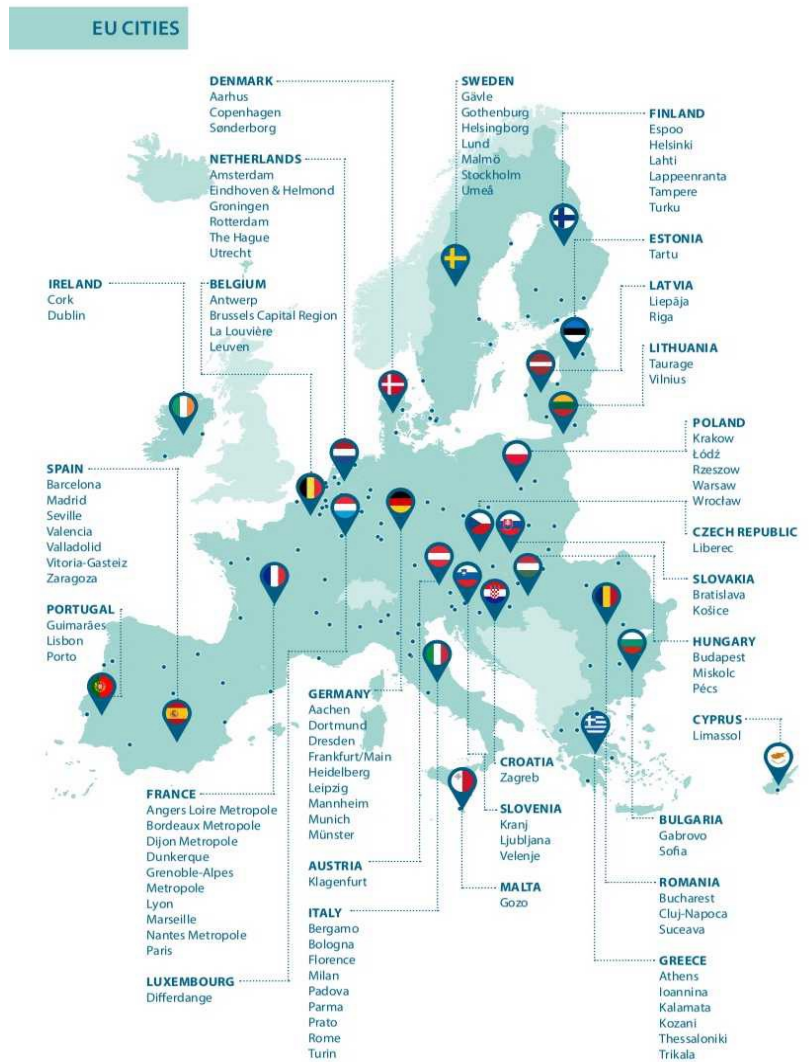 EU CITIES
DENMARK
Aarhus
Copenhagen
Sønderborg
SWEDEN
Gävle
Gothenburg
Helsingborg
Lund
Malmö
Stockholm
Umeå
FINLAND
Espoo
Helsinki
Lahti
Lappeenranta
Tampere
Turku
NETHERLANDS
Amsterdam
Eindhoven & Helmond
Groningen
Rotterdam
The Hague
Utrecht
ESTONIA
Tartu
IRELAND
Cork
Dublin
BELGIUM
Antwerp
Brussels Capital Region
La Louvière
Leuven
LATVIA
Liepāja
Riga
LITHUANIA
Taurage
Vilnius
POLAND
Krakow
Łódź
Rzeszow
Warsaw
Wrocław
SPAIN
Barcelona
Madrid
Seville
Valencia
Valladolid
Vitoria-Gasteiz
Zaragoza
CZECH REPUBLIC
Liberec
SLOVAKIA
Bratislava
Košice
PORTUGAL
Guimarães
Lisbon
Porto
HUNGARY
Budapest
Miskolc
Pécs
GERMANY
Aachen
Dortmund
Dresden
Frankfurt/Main
Heidelberg
Leipzig
Mannheim
Munich
Münster
CYPRUS
Limassol
CROATIA
Zagreb
FRANCE
Angers Loire Metropole
Bordeaux Metropole
Dijon Metropole
Dunkerque
Grenoble-Alpes
Metropole
Lyon
Marseille
Nantes Metropole
Paris
SLOVENIA
Kranj
Ljubljana
Velenje
BULGARIA
Gabrovo
Sofia
AUSTRIA
Klagenfurt
MALTA
Gozo
ROMANIA
Bucharest
Cluj-Napoca
Suceava
ITALY
Bergamo
Bologna
Florence
Milan
Padova
Parma
Prato
Rome
Turin
GREECE
Athens
Ioannina
Kalamata
Kozani
Thessaloniki
Trikala
LUXEMBOURG
Differdange